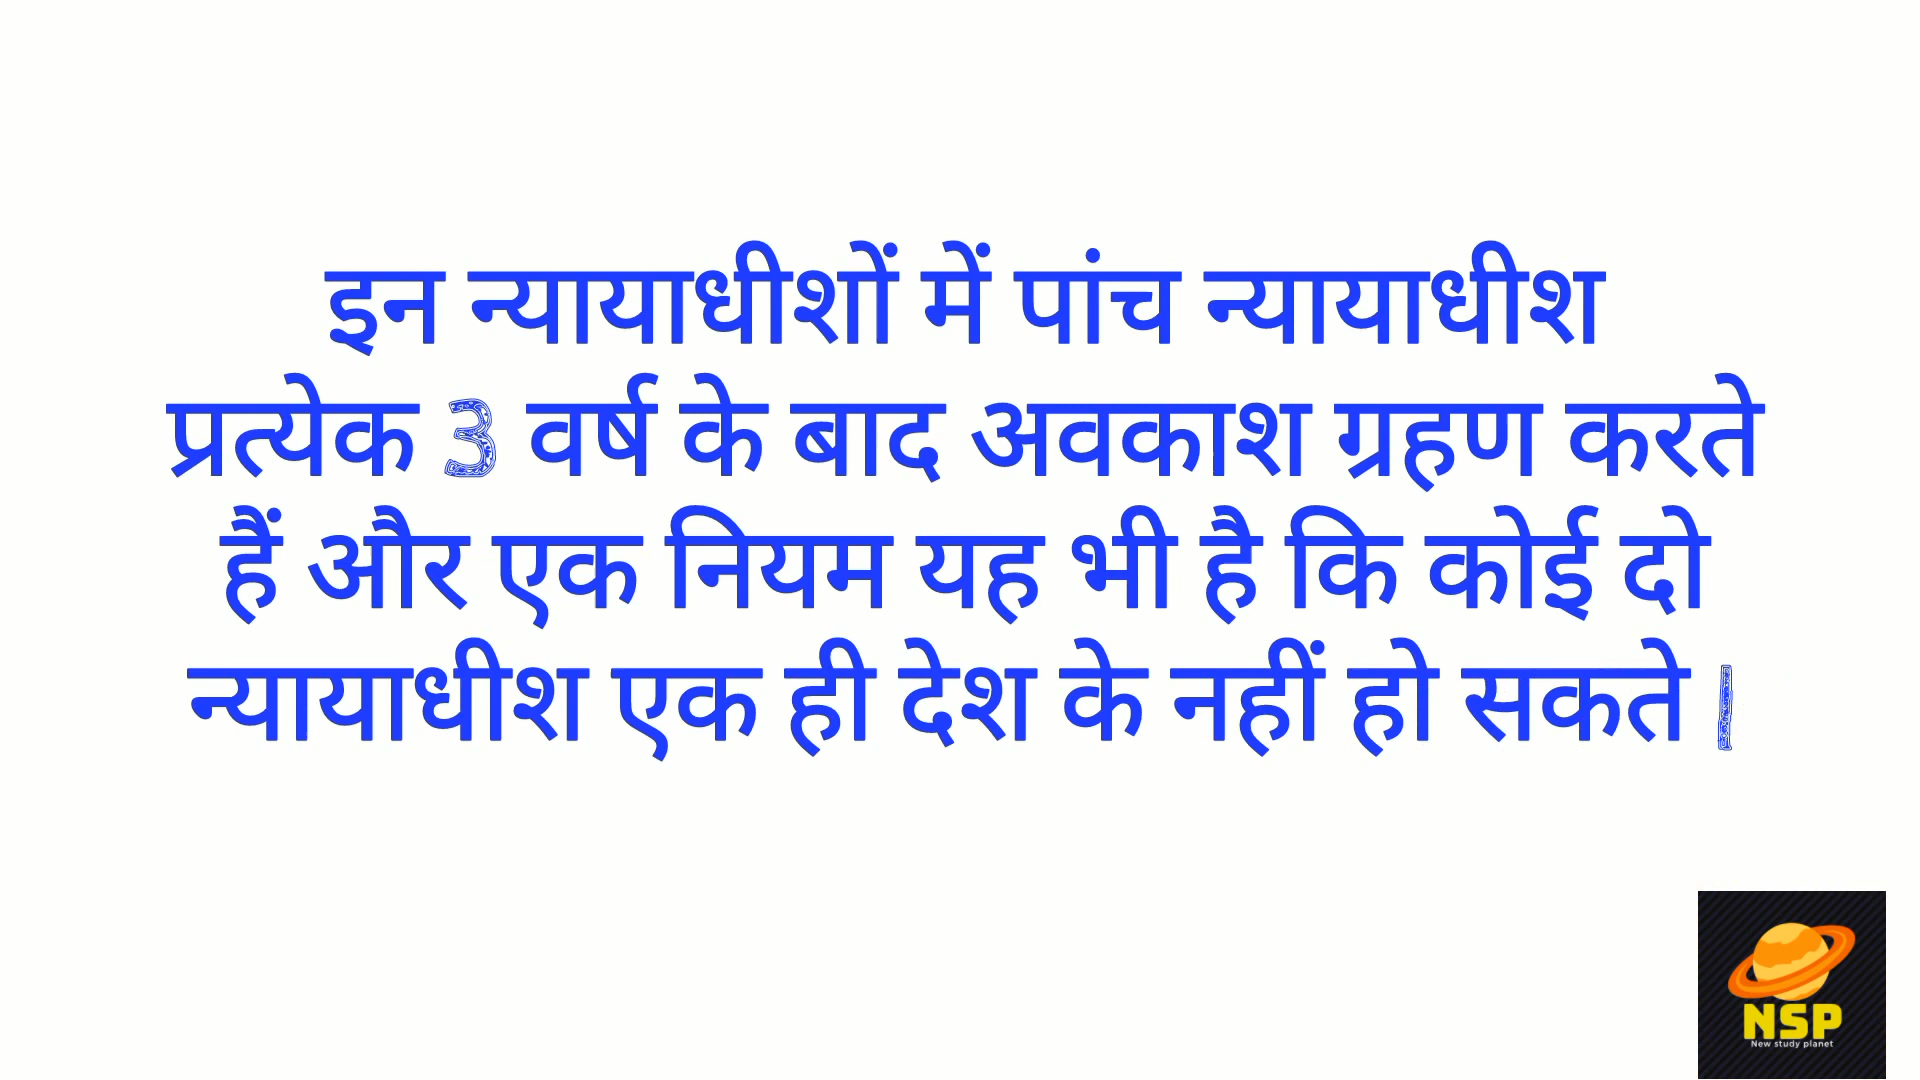 इन न्यायाधीशों में पांच न्यायाधीश
प्रत्येक 3 वर्ष के बाद अवकाश ग्रहण करते
हैं और एक नियम यह भी है कि कोई दो
न्यायाधीश एक ही देश के नहीं हो सकते |
NSP
New study planet